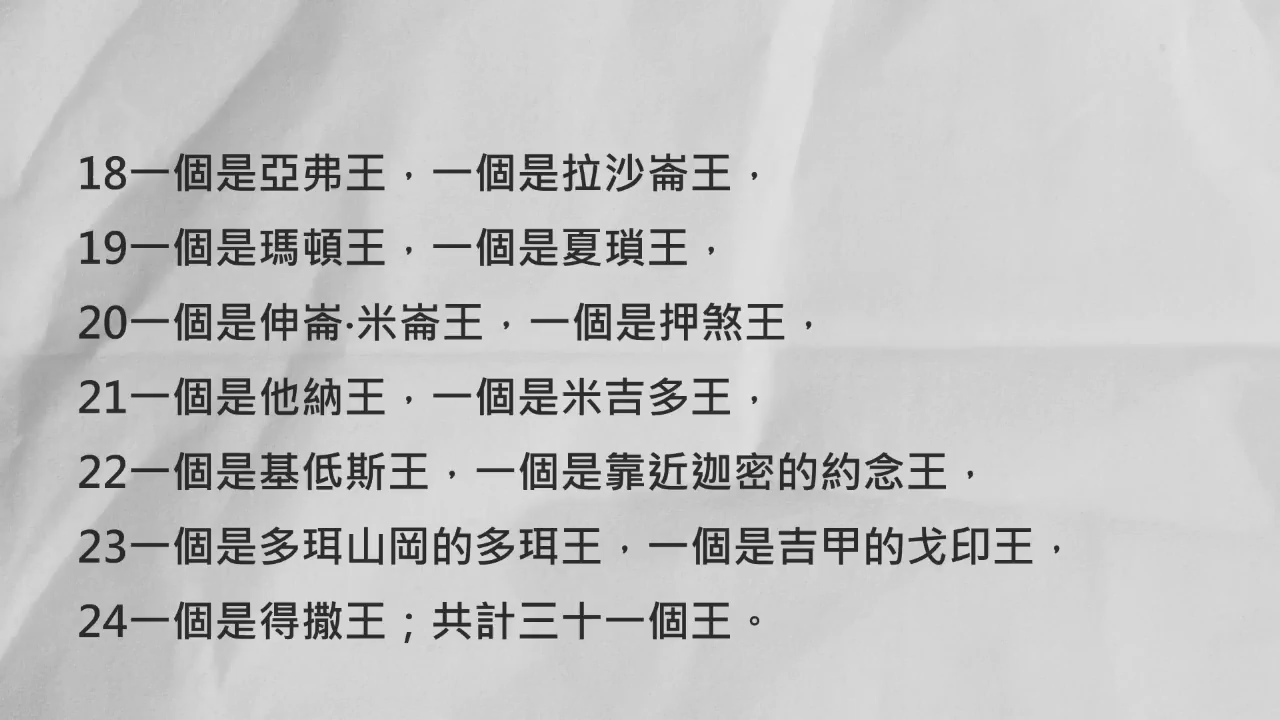 18一個是亞弗王，一個是拉沙崙王，
19一個是瑪頓王，一個是夏瑣王，
20一個是伸崙·米崙王，一個是押煞王，
21一個是他納王，一個是米吉多王，
22一個是基低斯王，一個是靠近迦密的約念王，
23一個是多珥山岡的多珥王，一個是吉甲的戈印王，
24一個是得撒王；共計三十一個王。